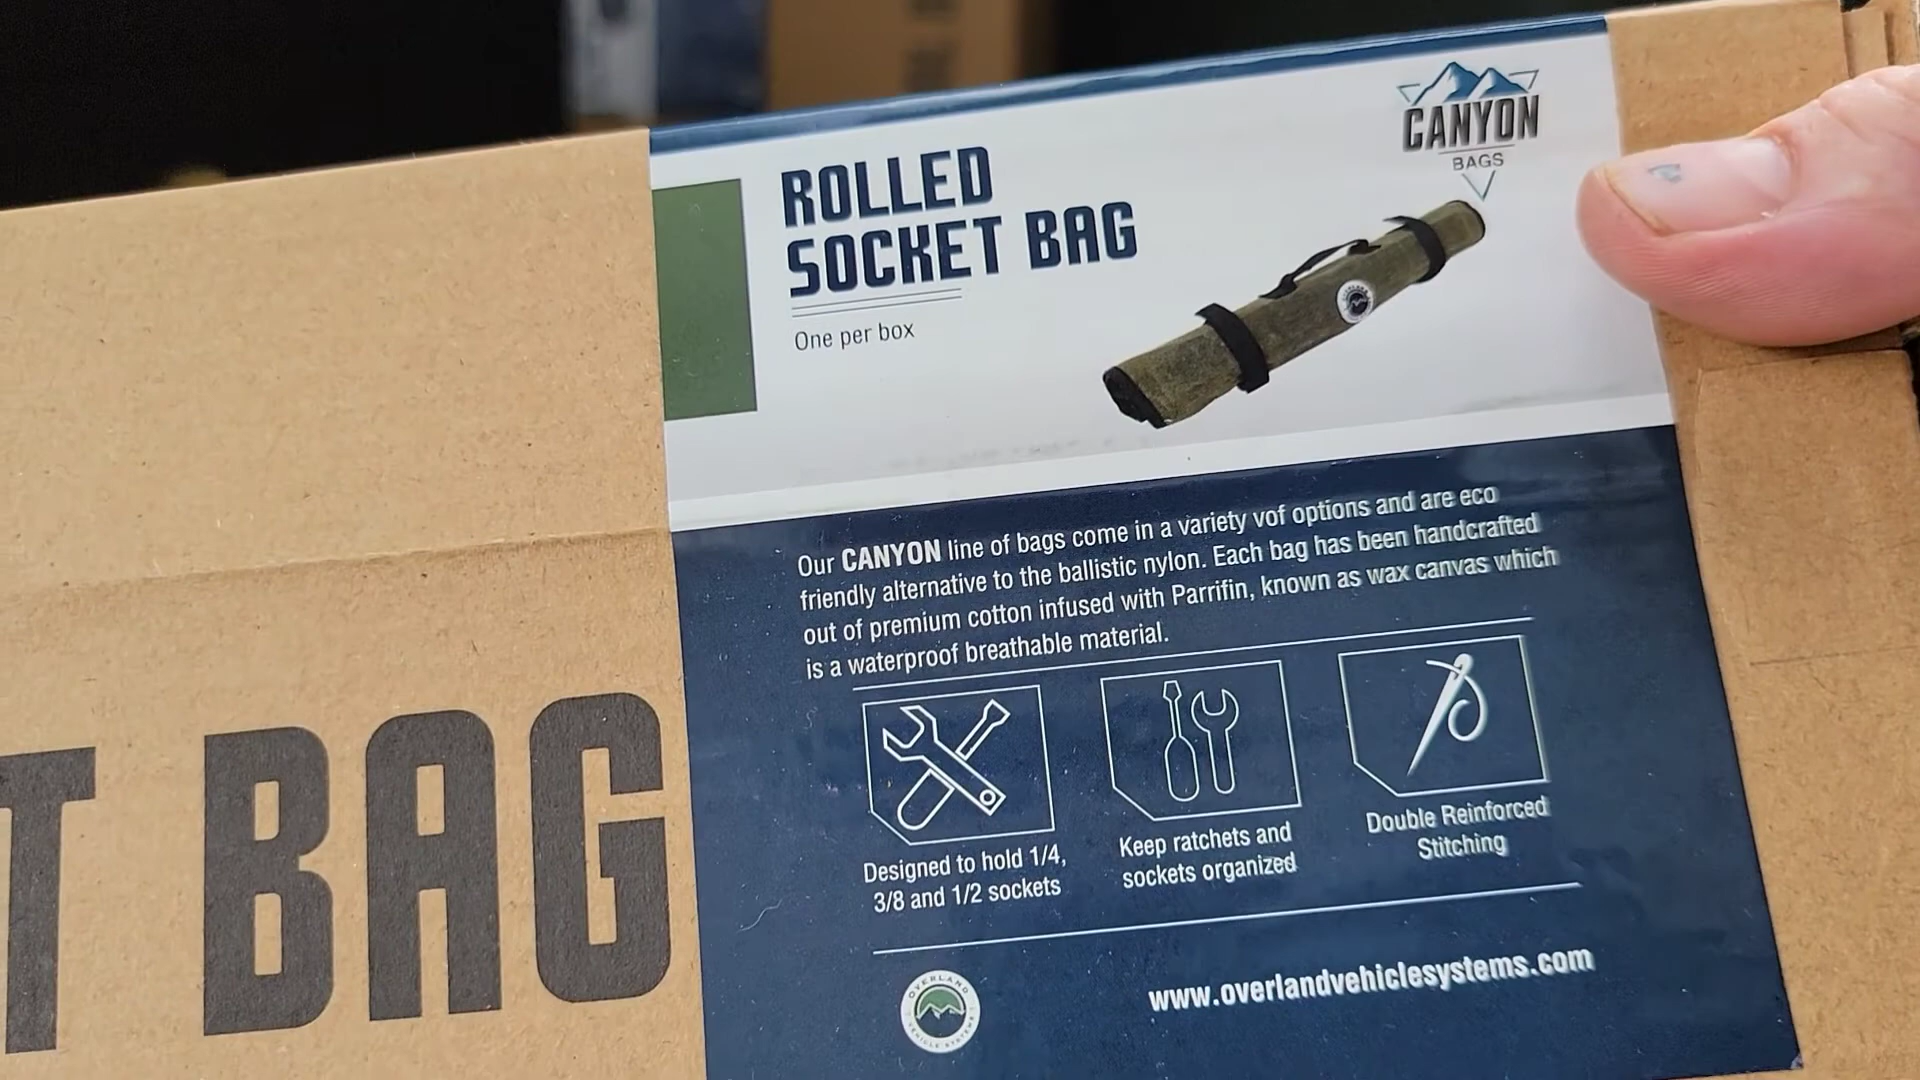 CANYON
BAGS
ROLLED
SOCKET BAG
One per box
Our CANYON line of bags come in a variety vof options and are eco
friendly alternative to the ballistic nylon. Each bag has been handcrafted
out of premium cotton infused with Parrifin, known as wax canvas which
is a waterproof breathable material.
Designed to hold 1/4,
3/8 and 1/2 sockets
Keep ratchets and
sockets organized
Double Reinforced
Stitching
OVERLAND
VEHICLE SYSTEMS
www.overlandvehiclesystems.com
T BAG